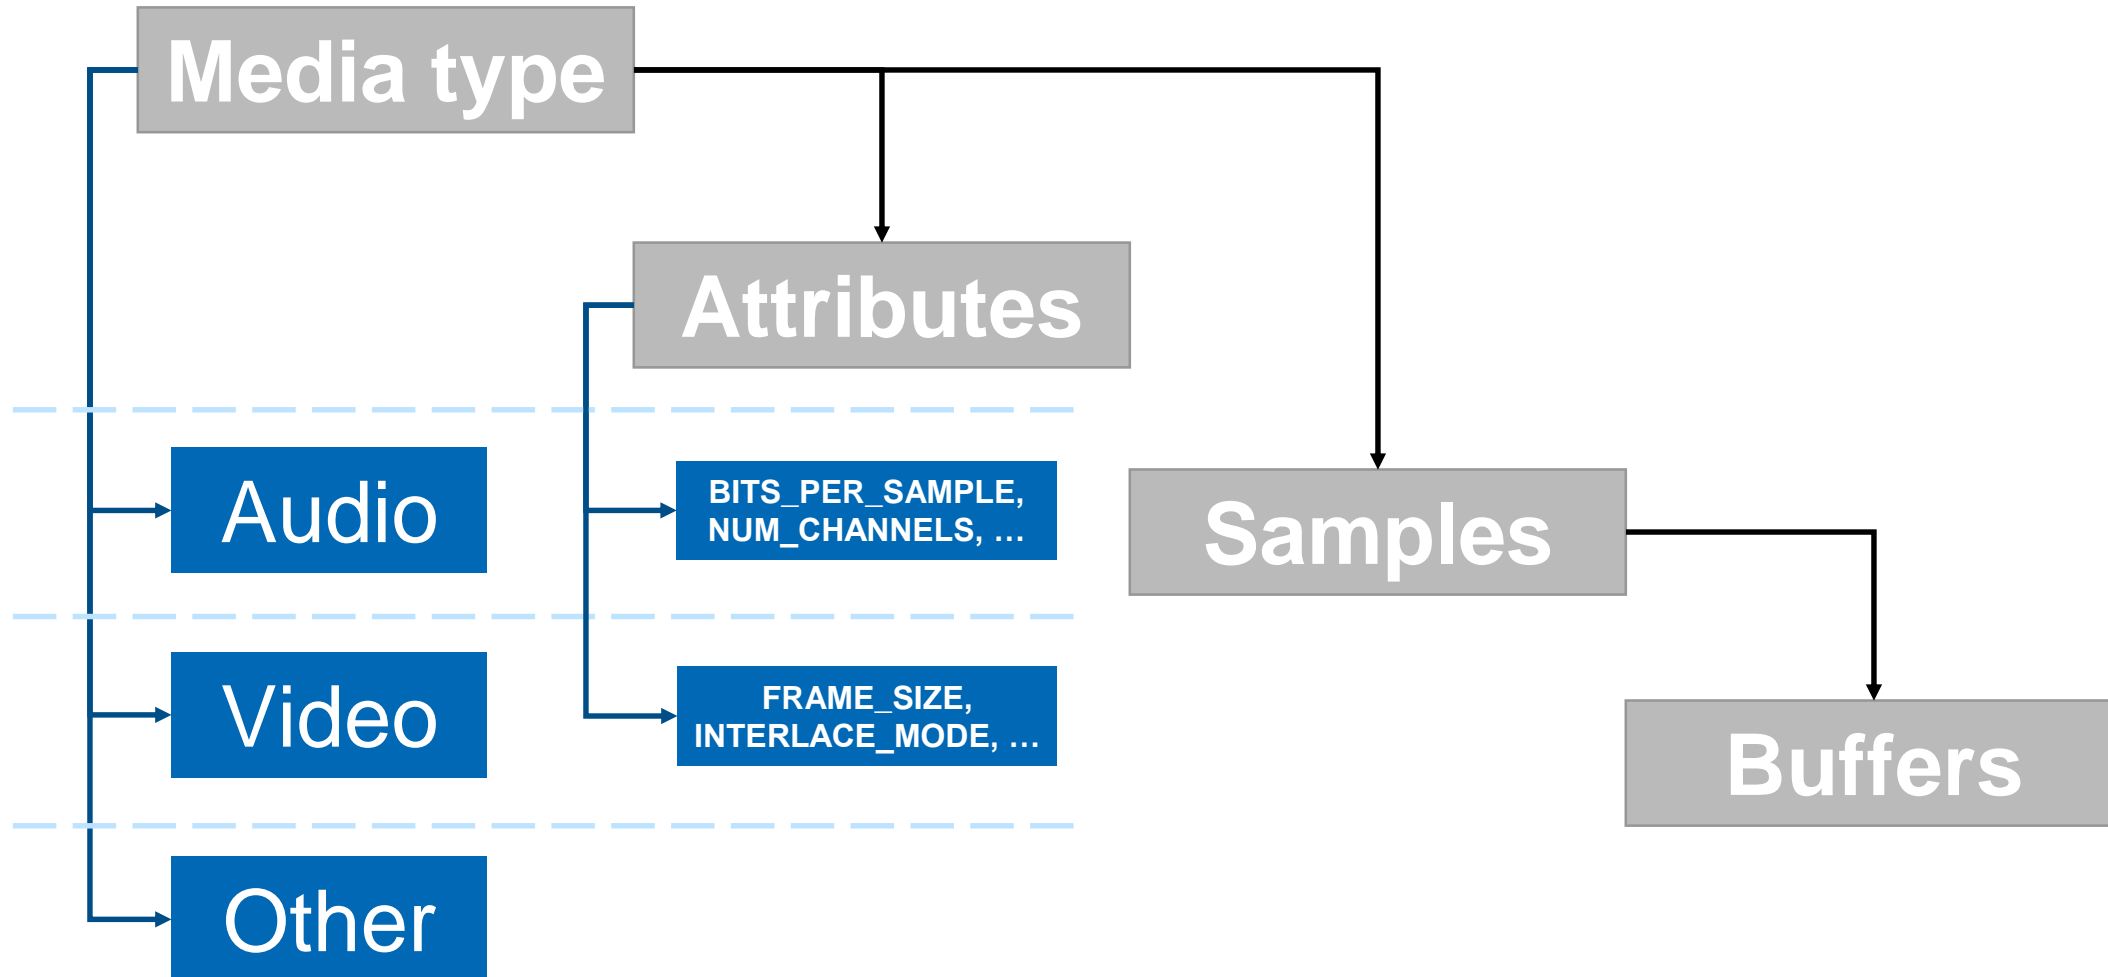 Media type
Attributes
Audio
BITS_PER_SAMPLE,
NUM_CHANNELS, …
Samples
Video
FRAME_SIZE,
INTERLACE_MODE, …
Buffers
Other